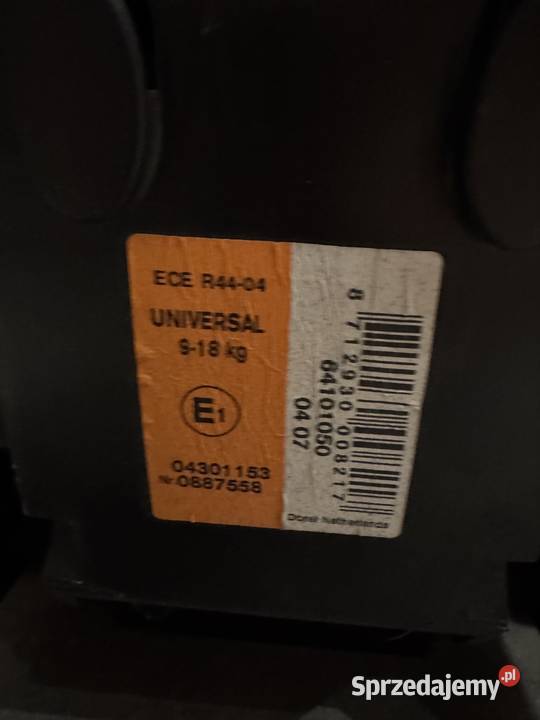 ECE R44-04
UNIVERSAL
9-18 kg
E1
04301153
Nr. 0887558
8 712930 008217
64101050
04 07
Dorel Netherlands
Sprzedajemy.pl